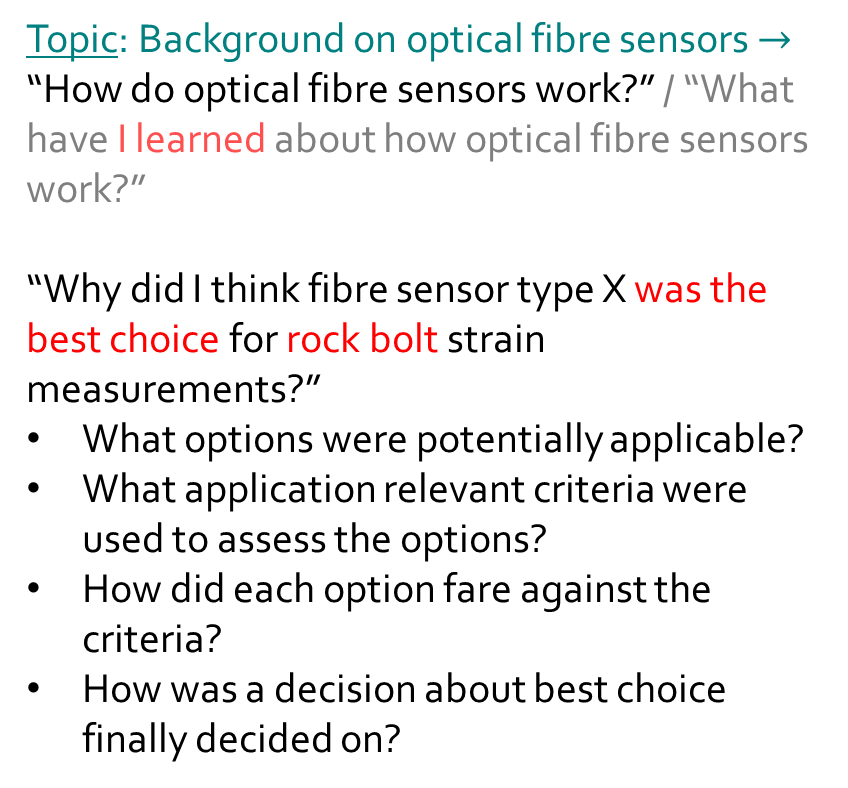 Topic: Background on optical fibre sensors →
“How do optical fibre sensors work?” / “What
have I learned about how optical fibre sensors
work?”
“Why did I think fibre sensor type X was the
best choice for rock bolt strain
measurements?”
• What options were potentially applicable?
• What application relevant criteria were
used to assess the options?
• How did each option fare against the
criteria?
• How was a decision about best choice
finally decided on?